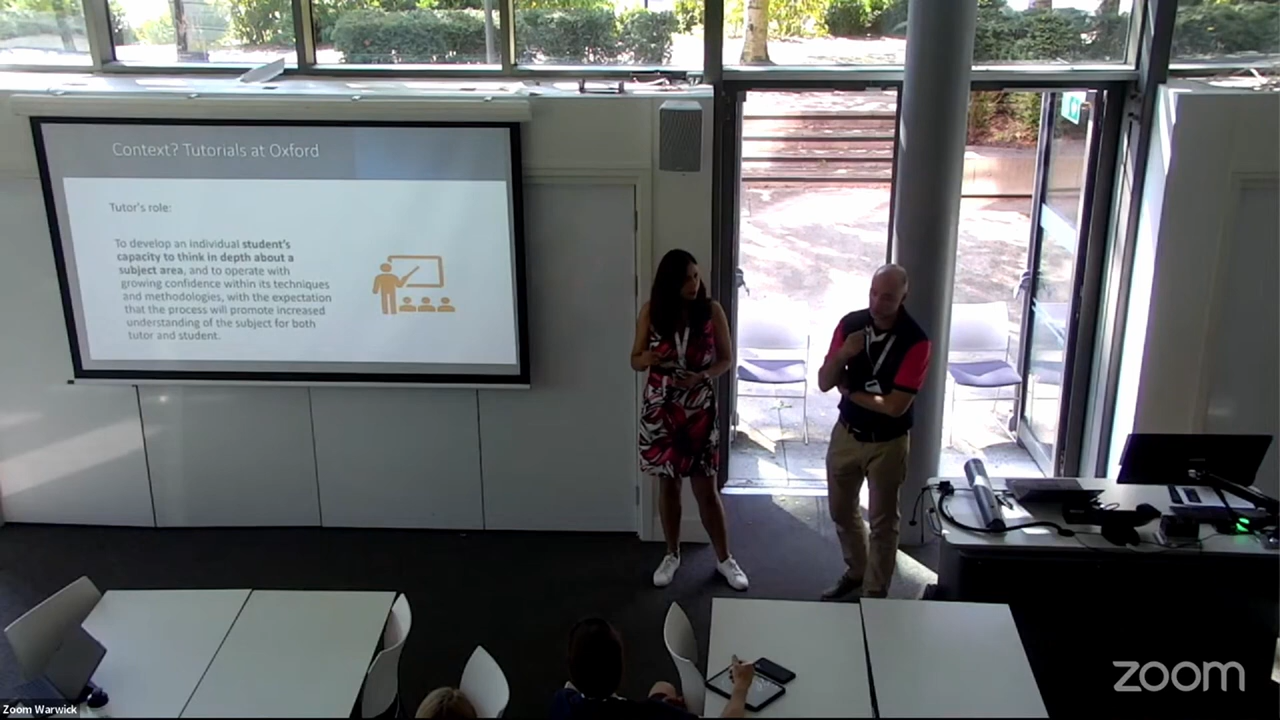 Context? Tutorials at Oxford
Tutor's role:
To develop an individual student's
capacity to think in depth about a
subject area, and to operate with
growing confidence within its techniques
and methodologies, with the expectation
that the process will promote increased
understanding of the subject for both
tutor and student.
zoom
Zoom Warwick